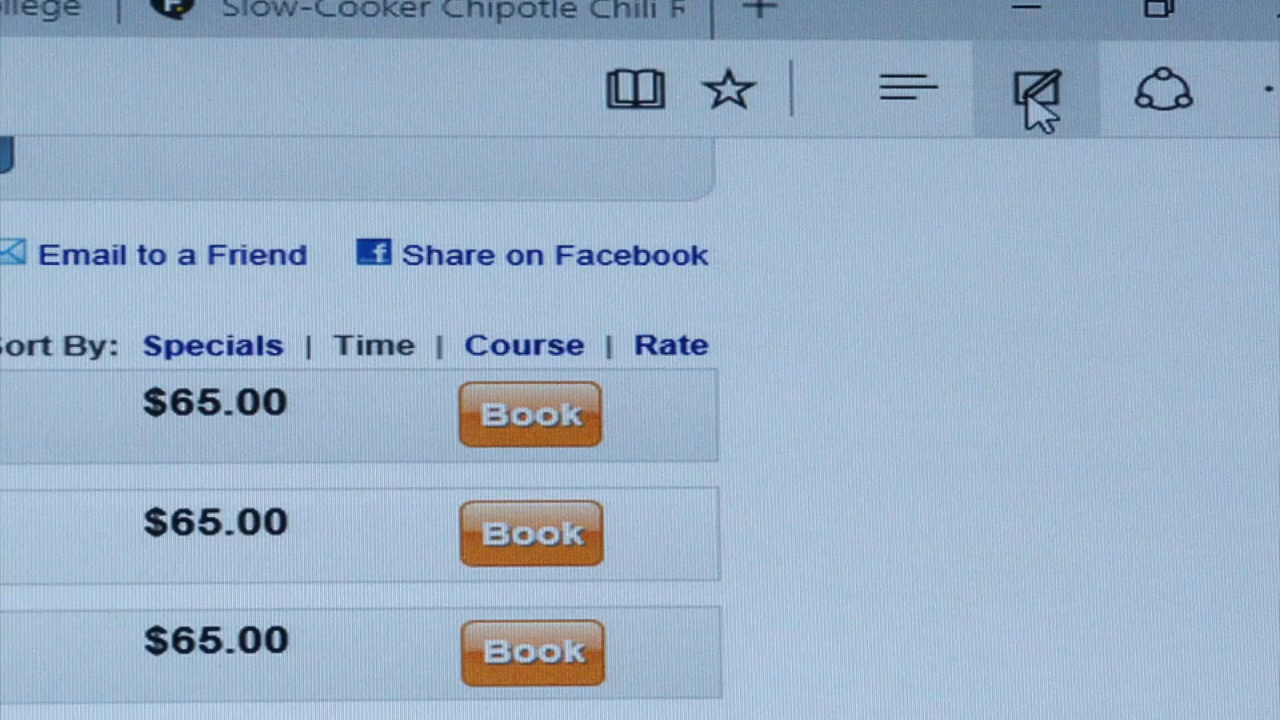 llege | Slow-Cooker Chipotle Chili
Email to a Friend Share on Facebook
Sort By: Specials | Time | Course | Rate
$65.00 Book
$65.00 Book
$65.00 Book